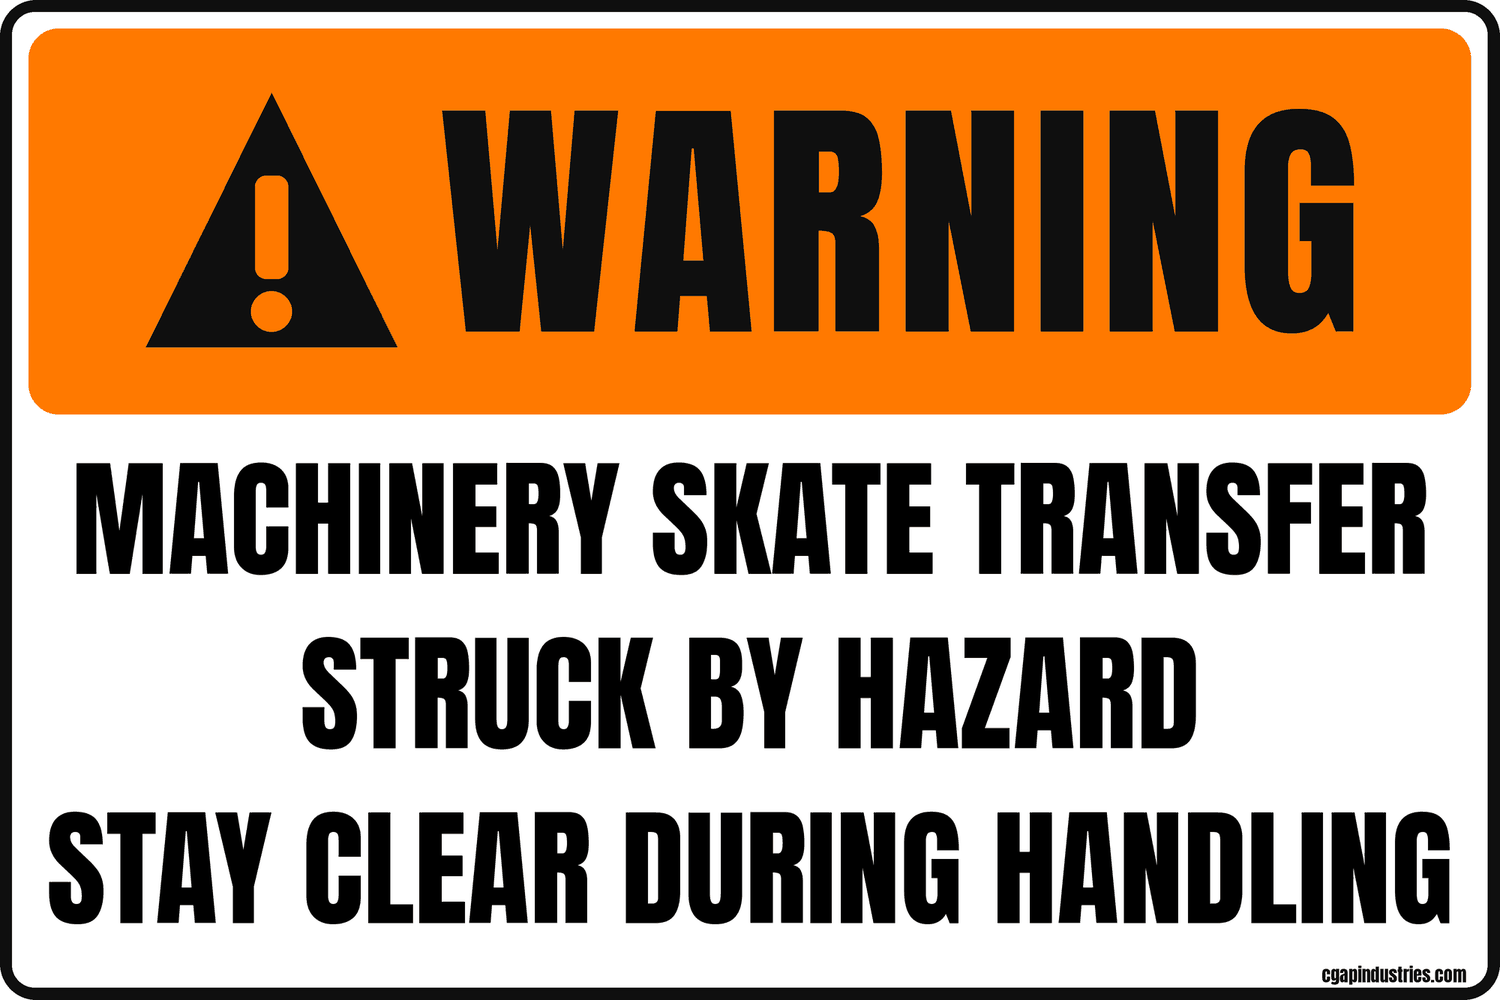 WARNING
MACHINERY SKATE TRANSFER
STRUCK BY HAZARD
STAY CLEAR DURING HANDLING
cgapindustries.com